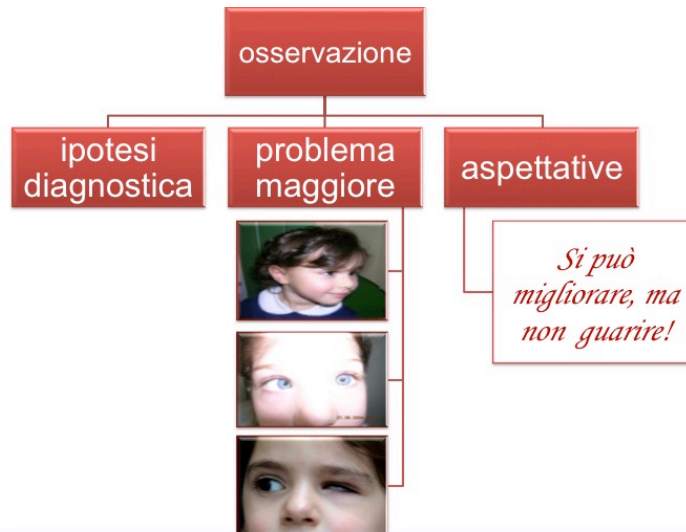 osservazione
ipotesi
diagnostica
problema
maggiore
aspettative
Si può
migliorare, ma
non guarire!